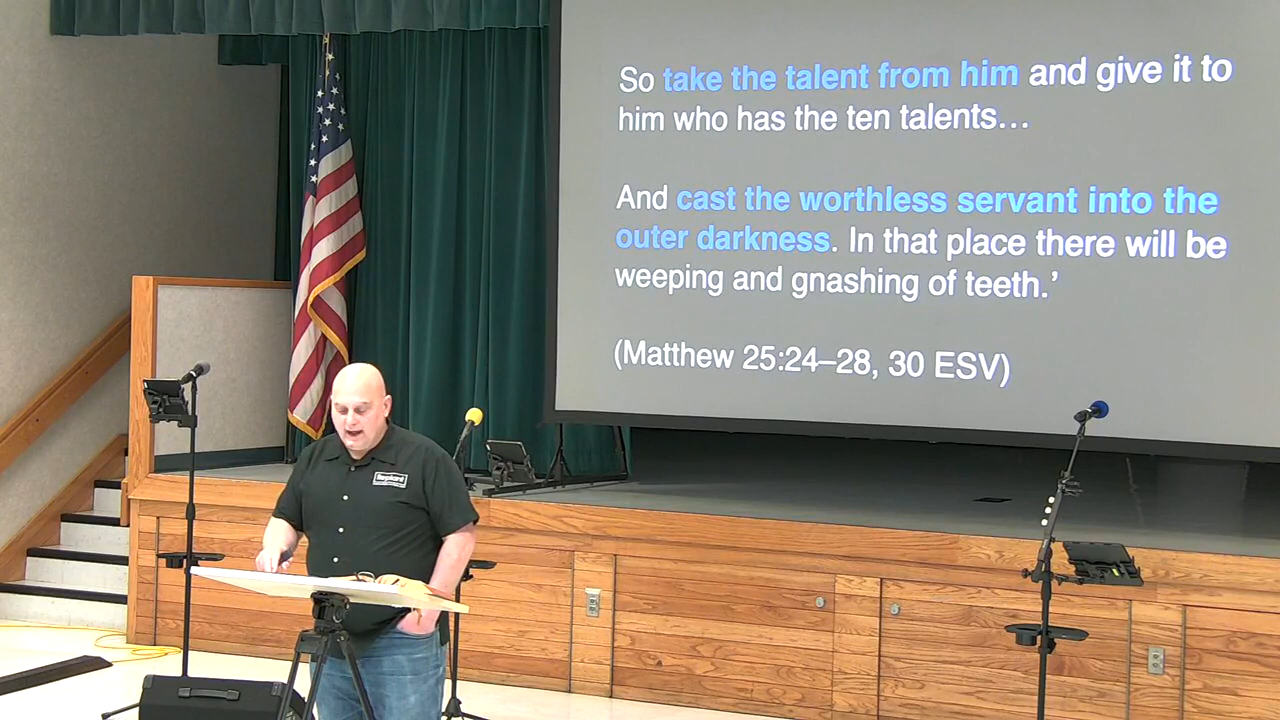 So take the talent from him and give it to
him who has the ten talents…
And cast the worthless servant into the
outer darkness. In that place there will be
weeping and gnashing of teeth.’
(Matthew 25:24–28, 30 ESV)